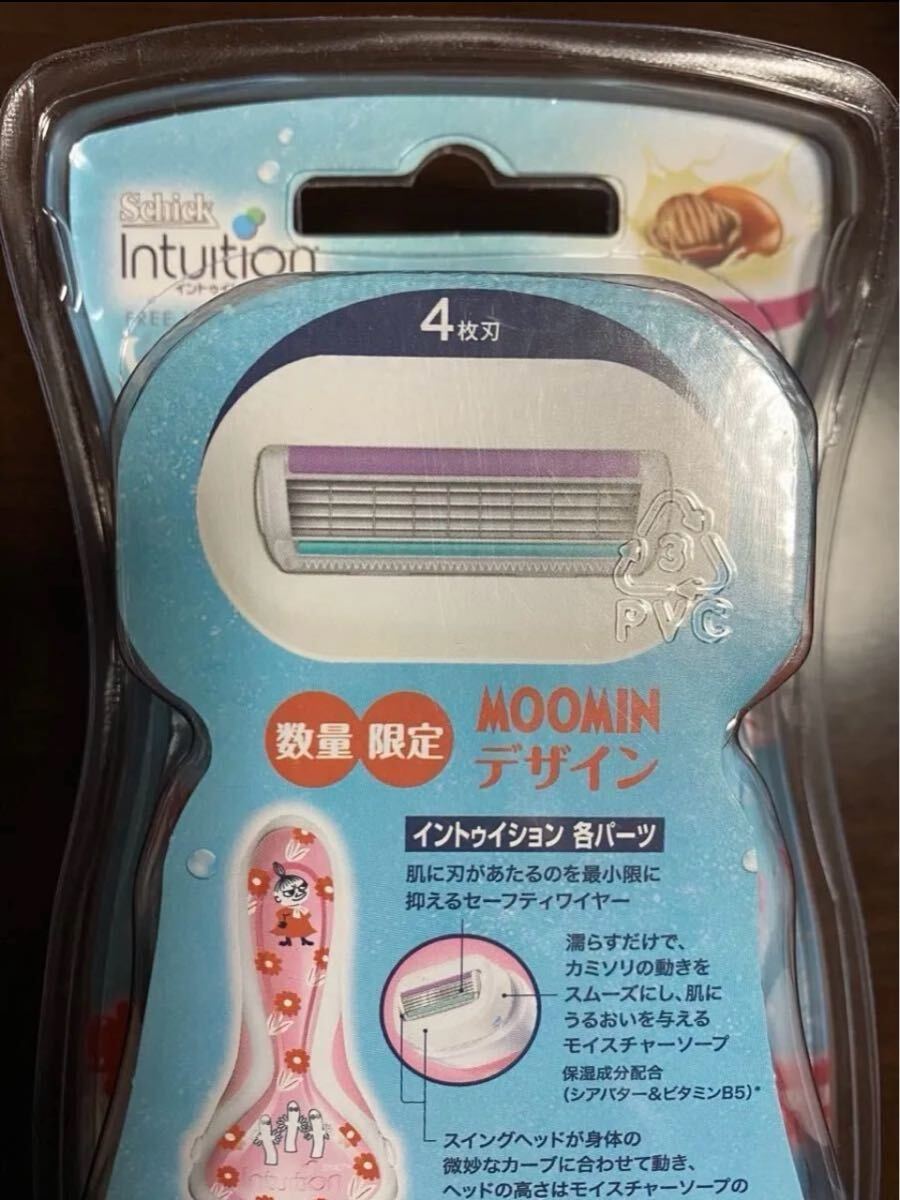 Schick
Intuition
イントゥイ
FREE
4枚刃
3
PVC
数量 限定
MOOMIN
デザイン
イントゥイション 各パーツ
肌に刃があたるのを最小限に
抑えるセーフティワイヤー
濡らすだけで、
カミソリの動きを
スムーズにし、肌に
うるおいを与える
モイスチャーソープ
保湿成分配合
(シアバター&ビタミンB5)*
スイングヘッドが身体の
微妙なカーブに合わせて動き、
ヘッドの高さはモイスチャーソープの
Intuition